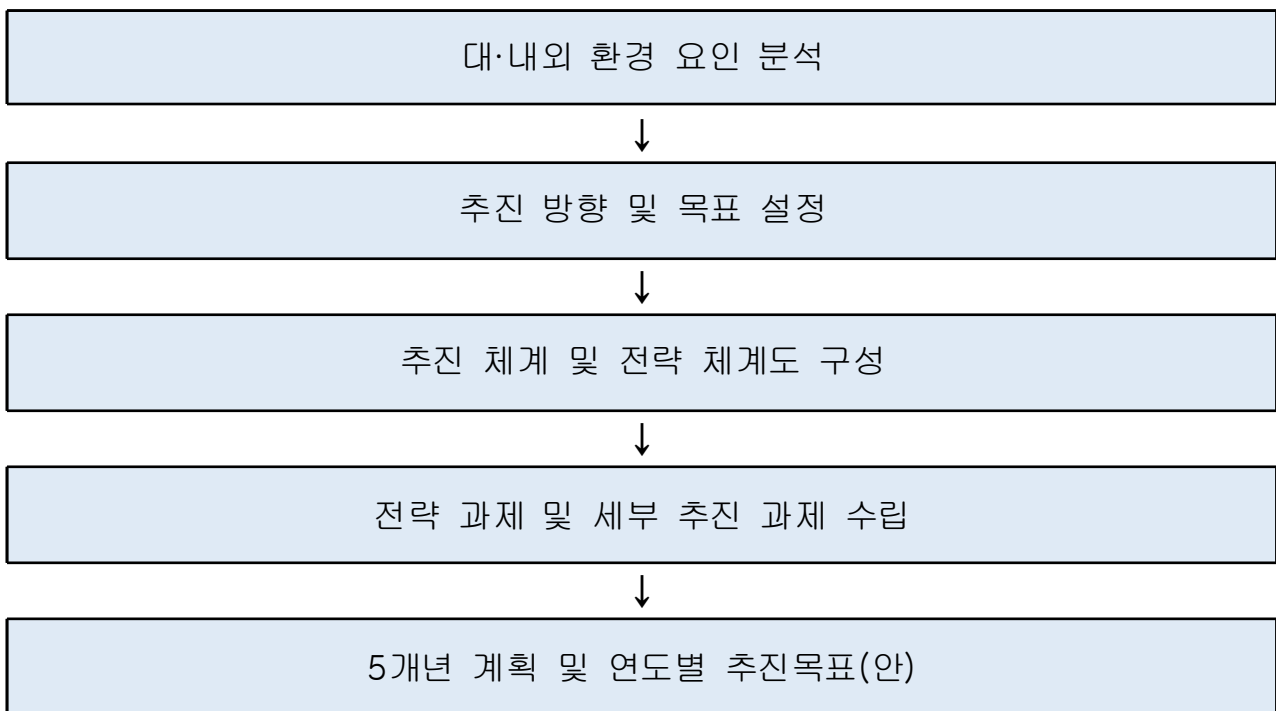 대·내외 환경 요인 분석
↓
추진 방향 및 목표 설정
↓
추진 체계 및 전략 체계도 구성
↓
전략 과제 및 세부 추진 과제 수립
↓
5개년 계획 및 연도별 추진목표(안)